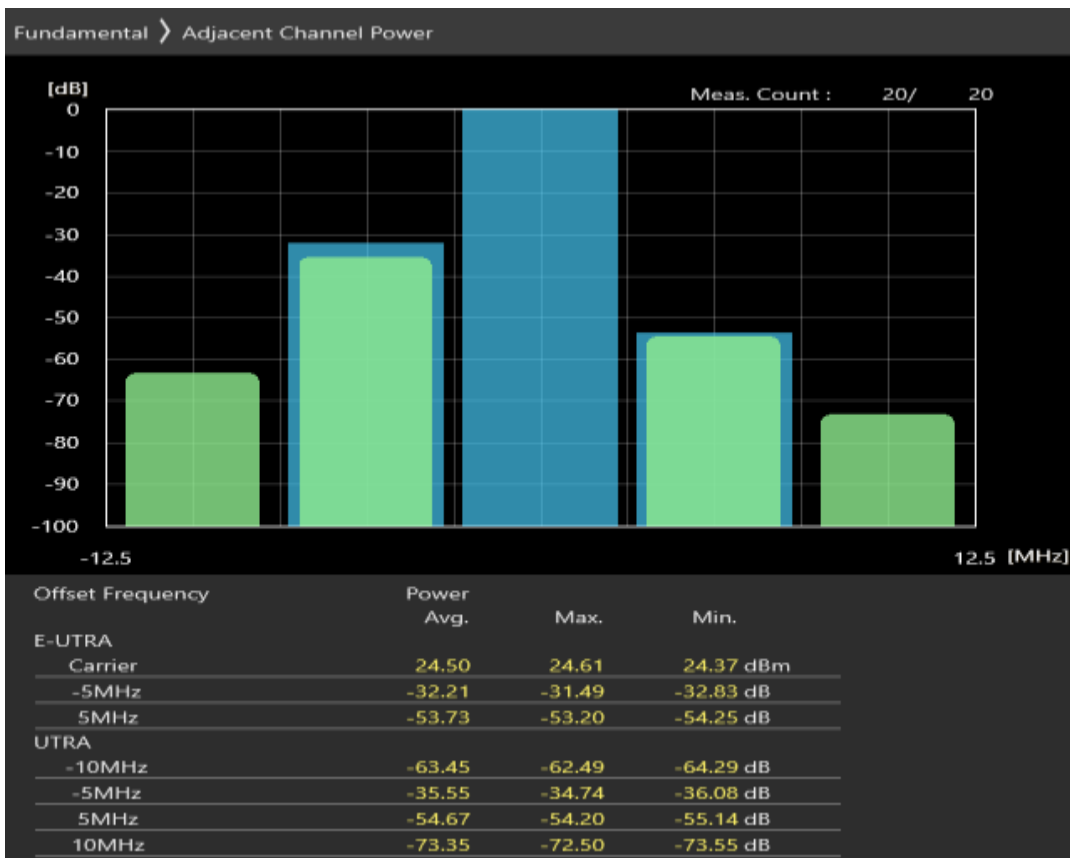 Fundamental 〉 Adjacent Channel Power
[dB]
Meas. Count : 20/ 20
0
-10
-20
-30
-40
-50
-60
-70
-80
-90
-100
-12.5 12.5 [MHz]
Offset Frequency Power
Avg. Max. Min.
E-UTRA
Carrier 24.50 24.61 24.37 dBm
-5MHz -32.21 -31.49 -32.83 dB
5MHz -53.73 -53.20 -54.25 dB
UTRA
-10MHz -63.45 -62.49 -64.29 dB
-5MHz -35.55 -34.74 -36.08 dB
5MHz -54.67 -54.20 -55.14 dB
10MHz -73.35 -72.50 -73.55 dB